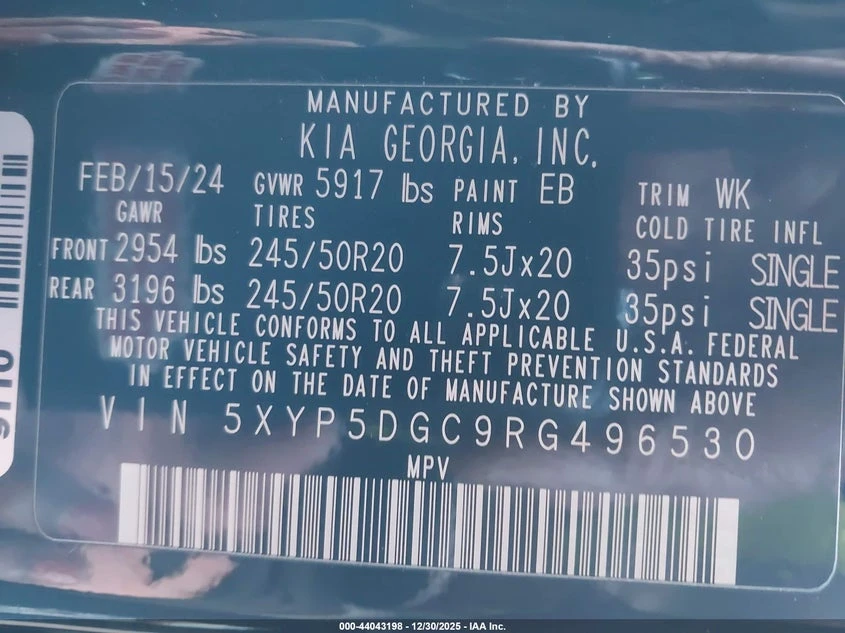 MANUFACTURED BY
KIA GEORGIA, INC.
FEB/15/24 GVWR 5917 lbs PAINT EB TRIM WK
GAWR TIRES RIMS COLD TIRE INFL
FRONT 2954 lbs 245/50R20 7.5Jx20 35psi SINGLE
REAR 3196 lbs 245/50R20 7.5Jx20 35psi SINGLE
THIS VEHICLE CONFORMS TO ALL APPLICABLE U.S.A. FEDERAL
MOTOR VEHICLE SAFETY AND THEFT PREVENTION STANDARDS
IN EFFECT ON THE DATE OF MANUFACTURE SHOWN ABOVE
VIN 5XYP5DGC9RG496530
MPV
000-44043198 - 12/30/2025 - IAA Inc.